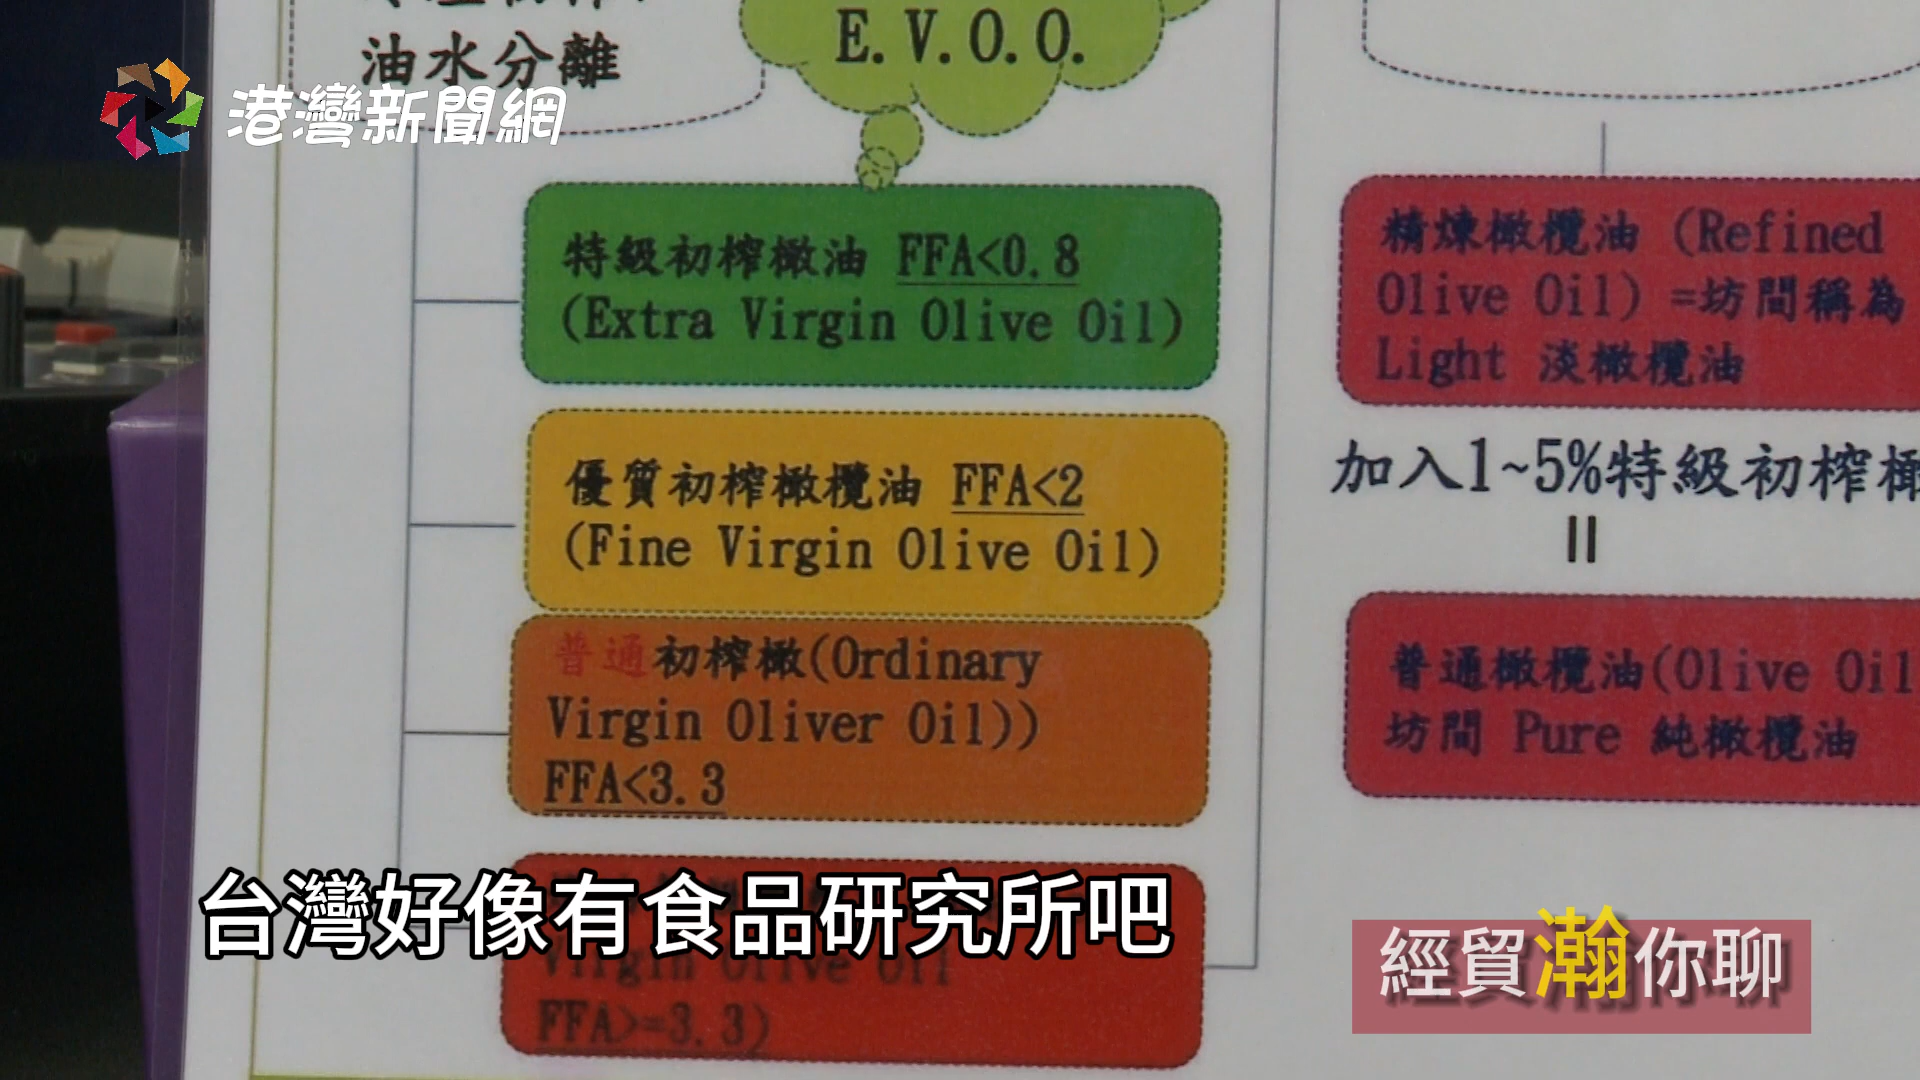 油水分離
E.V.O.O.
港灣新聞網
特級初榨橄油 FFA<0.8
(Extra Virgin Olive Oil)
優質初榨橄欖油 FFA<2
(Fine Virgin Olive Oil)
普通初榨橄(Ordinary
Virgin Oliver Oil))
FFA<3.3
Virgin Olive Oil
FFA>=3.3)
精煉橄欖油 (Refined
Olive Oil) =坊間稱為
Light 淡橄欖油
加入1~5%特級初榨橄
=
普通橄欖油(Olive Oil
坊間 Pure 純橄欖油
台灣好像有食品研究所吧
經貿瀚你聊